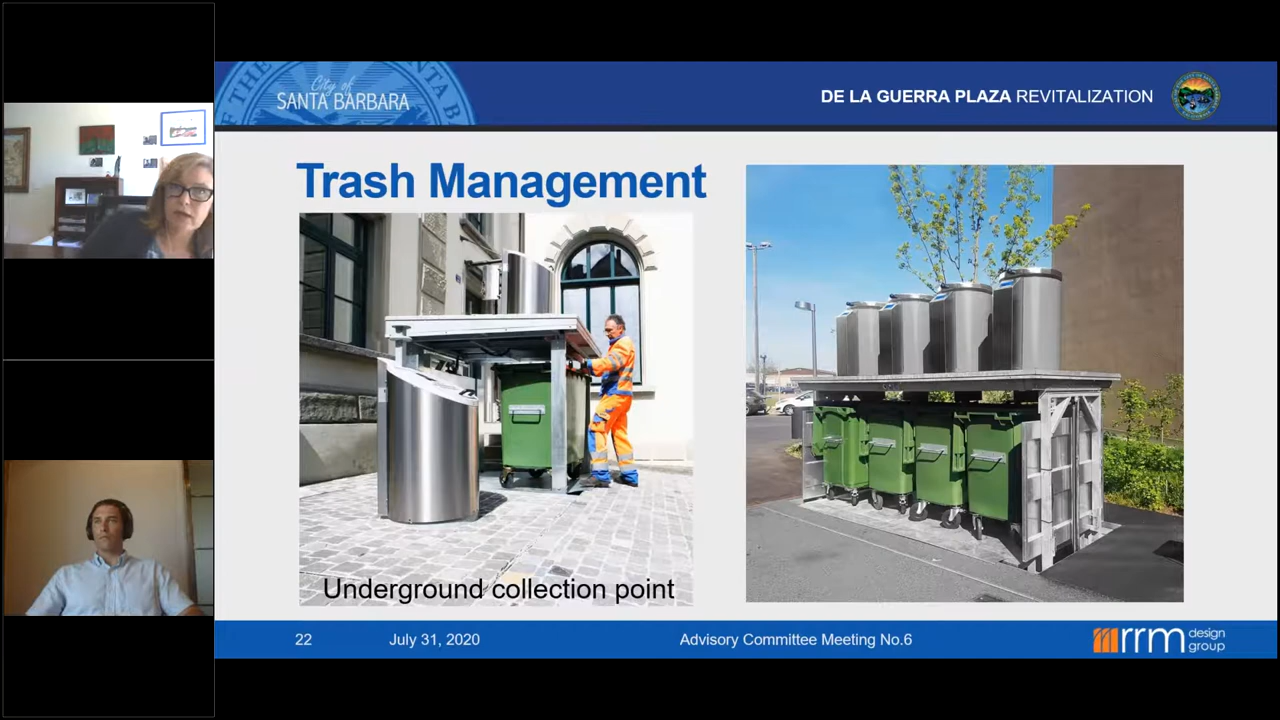 City of
SANTA BARBARA
DE LA GUERRA PLAZA REVITALIZATION
Trash Management
Underground collection point
22
July 31, 2020
Advisory Committee Meeting No.6
rrm design
group